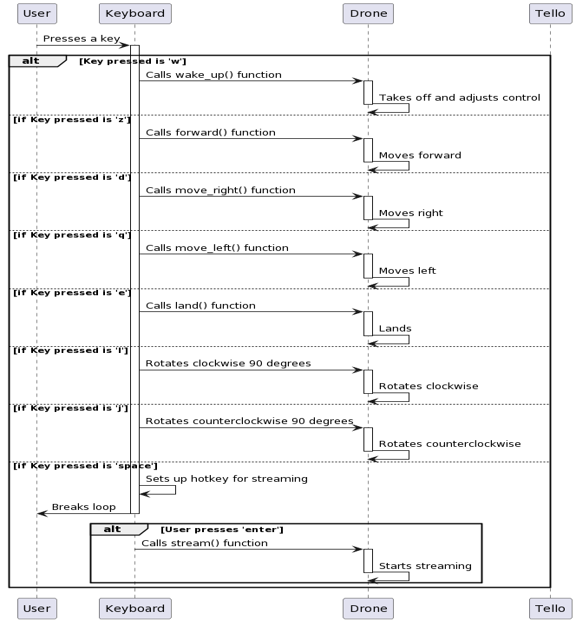 User Keyboard Drone Tello
Presses a key
alt [Key pressed is 'w']
Calls wake_up() function
Takes off and adjusts control
[if Key pressed is 'z']
Calls forward() function
Moves forward
[if Key pressed is 'd']
Calls move_right() function
Moves right
[if Key pressed is 'q']
Calls move_left() function
Moves left
[if Key pressed is 'e']
Calls land() function
Lands
[if Key pressed is 'l']
Rotates clockwise 90 degrees
Rotates clockwise
[if Key pressed is 'j']
Rotates counterclockwise 90 degrees
Rotates counterclockwise
[if Key pressed is 'space']
Sets up hotkey for streaming
Breaks loop
alt [User presses 'enter']
Calls stream() function
Starts streaming
User Keyboard Drone Tello